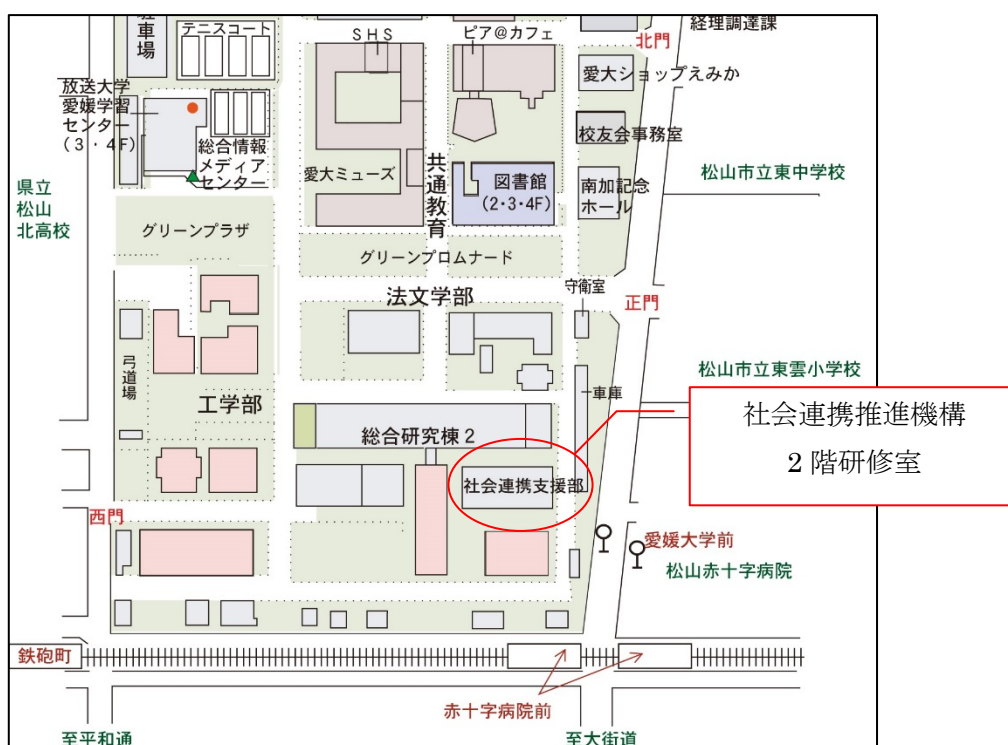 経理調達課
駐車場
テニスコート
ＳＨＳ
ピア@カフェ
北門
愛大ショップえみか
放送大学
愛媛学習
センター
(３・４F)
総合情報
メディア
センター
愛大ミューズ
共通教育
図書館
(2・3・4F)
校友会事務室
南加記念
ホール
松山市立東中学校
県立
松山
北高校
グリーンプラザ
グリーンプロムナード
法文学部
守衛室
正門
弓道場
工学部
車庫
松山市立東雲小学校
総合研究棟２
社会連携推進機構
２階研修室
社会連携支援部
西門
愛媛大学前
松山赤十字病院
鉄砲町
赤十字病院前
至平和通
至大街道